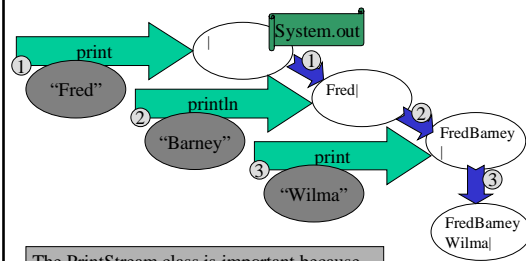 System.out
|
print
1
1
"Fred"
Fred|
println
2
2
"Barney"
FredBarney
|
print
3
3
"Wilma"
FredBarney
Wilma|
The PrintStream class is important because